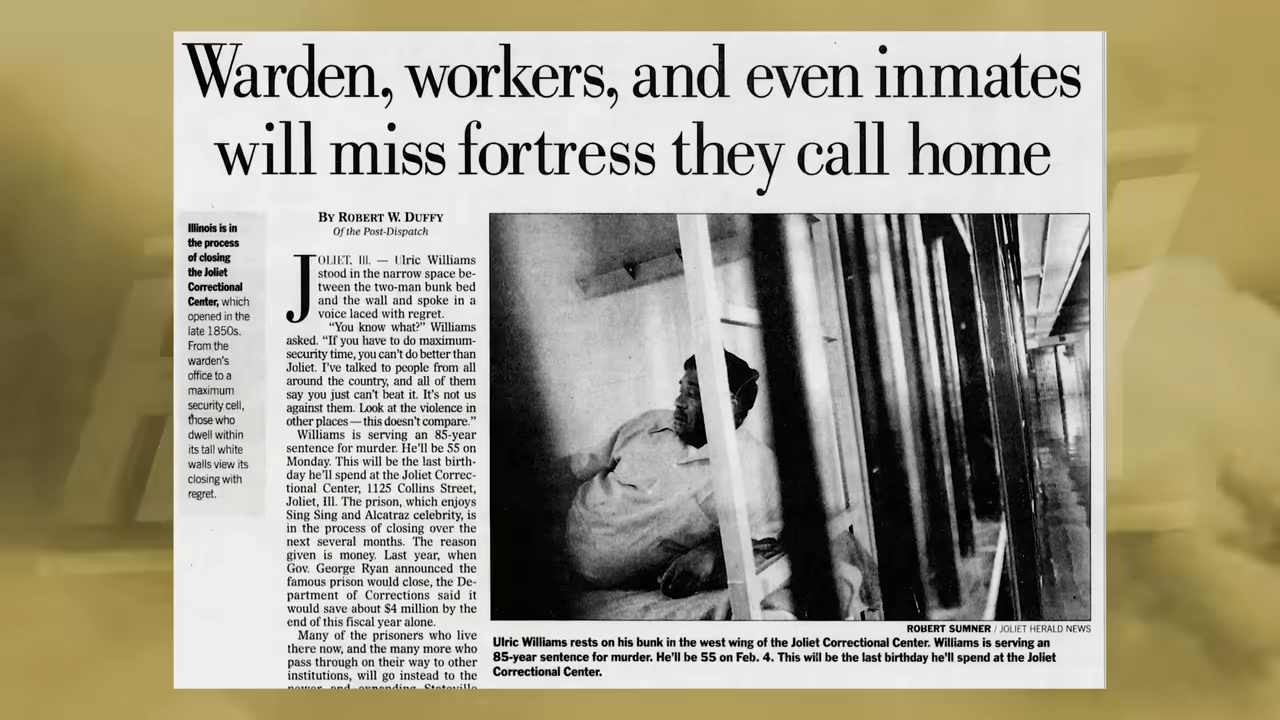 Warden, workers, and even inmates
will miss fortress they call home
Illinois is in
the process
of closing
the Joliet
Correctional
Center, which
opened in the
late 1850s.
From the
warden's
office to a
maximum
security cell,
those who
dwell within
its tall white
walls view its
closing with
regret.
BY ROBERT W. DUFFY
Of the Post-Dispatch
JOLIET, Ill. — Ulric Williams
stood in the narrow space be-
tween the two-man bunk bed
and the wall and spoke in a
voice laced with regret.
"You know what?" Williams
asked. "If you have to do maximum-
security time, you can't do better than
Joliet. I've talked to people from all
around the country, and all of them
say you just can't beat it. It's not us
against them. Look at the violence in
other places — this doesn't compare."
Williams is serving an 85-year
sentence for murder. He'll be 55 on
Monday. This will be the last birth-
day he'll spend at the Joliet Correc-
tional Center, 1125 Collins Street,
Joliet, Ill. The prison, which enjoys
Sing Sing and Alcatraz celebrity, is
in the process of closing over the
next several months. The reason
given is money. Last year, when
Gov. George Ryan announced the
famous prison would close, the De-
partment of Corrections said it
would save about $4 million by the
end of this fiscal year alone.
Many of the prisoners who live
there now, and the many more who
pass through on their way to other
institutions, will go instead to the
newer and expanding Stateville
ROBERT SUMNER / JOLIET HERALD NEWS
Ulric Williams rests on his bunk in the west wing of the Joliet Correctional Center. Williams is serving an
85-year sentence for murder. He'll be 55 on Feb. 4. This will be the last birthday he'll spend at the Joliet
Correctional Center.